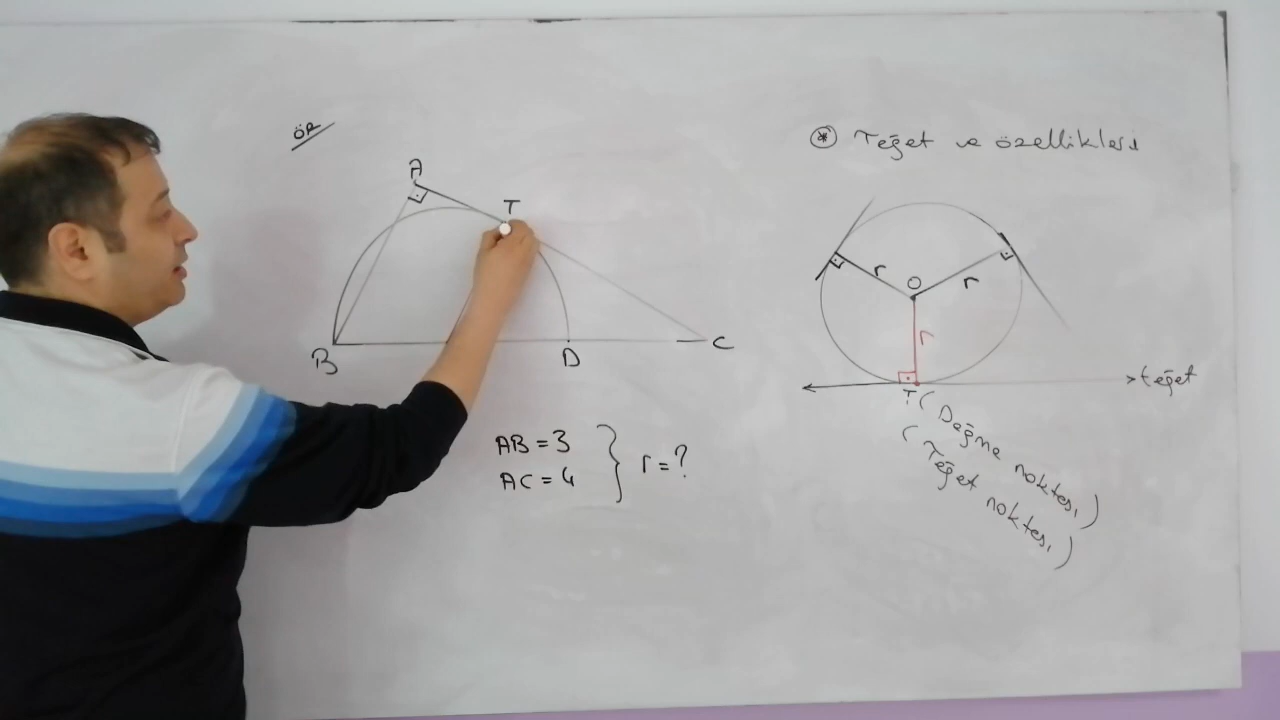 ÖR
A
T
B
D
C
AB = 3
AC = 4
r = ?
* Teğet ve özellikleri
O
r
r
r
T (Değme noktası)
(Teğet noktası)
teğet